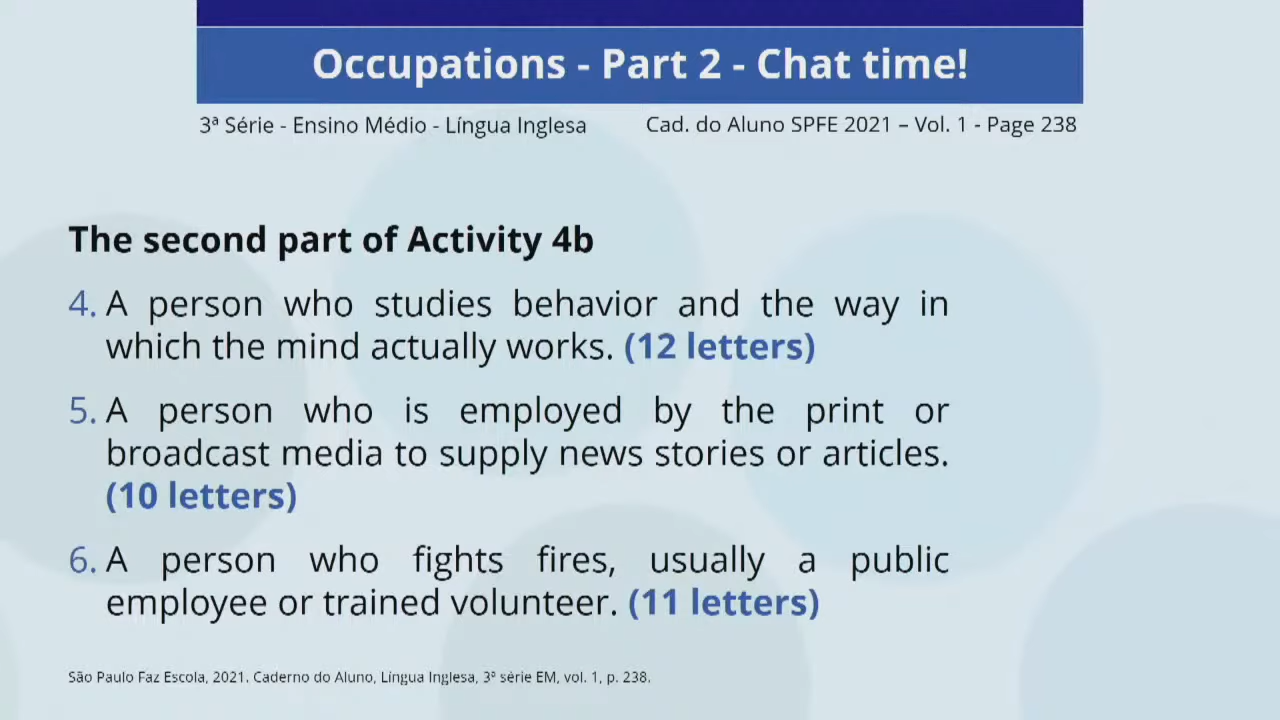 Occupations - Part 2 - Chat time!
3ª Série - Ensino Médio - Língua Inglesa Cad. do Aluno SPFE 2021 – Vol. 1 - Page 238
The second part of Activity 4b
4. A person who studies behavior and the way in
which the mind actually works. (12 letters)
5. A person who is employed by the print or
broadcast media to supply news stories or articles.
(10 letters)
6. A person who fights fires, usually a public
employee or trained volunteer. (11 letters)
São Paulo Faz Escola, 2021. Caderno do Aluno, Língua Inglesa, 3ª série EM, vol. 1, p. 238.